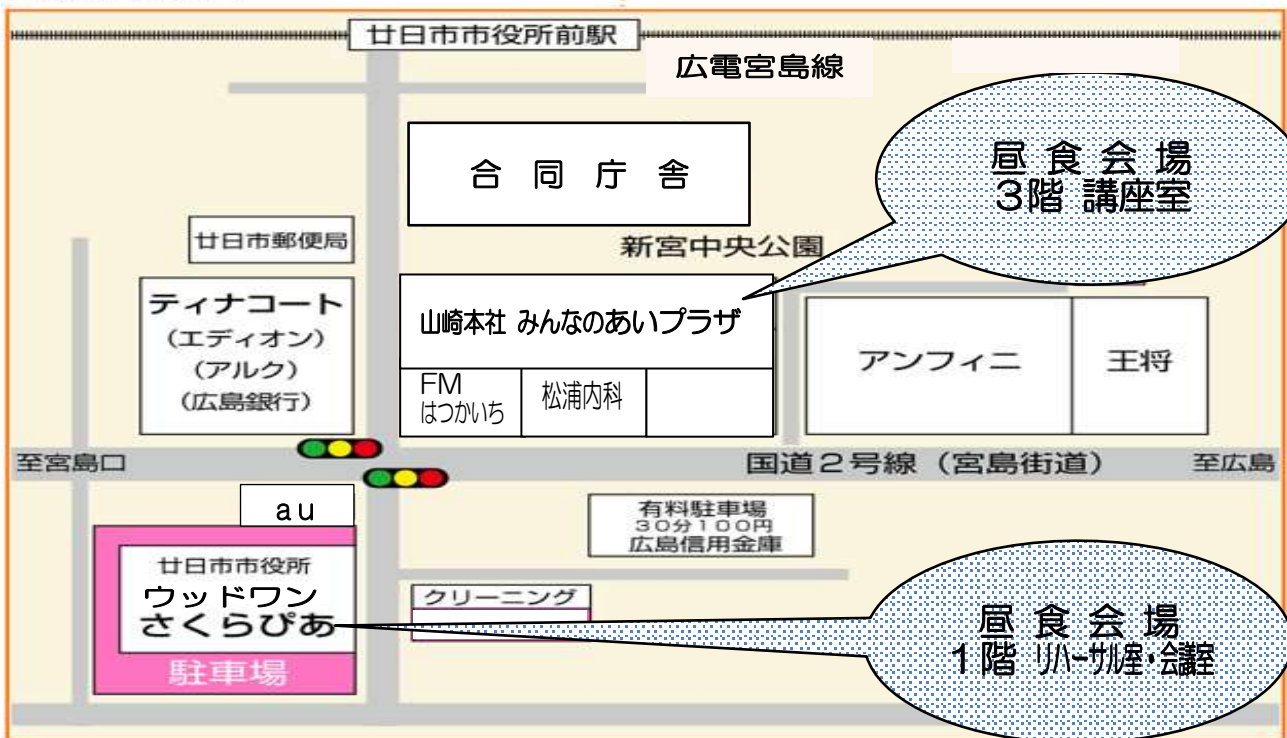 廿日市市役所前駅
広電宮島線
昼食会場
3階 講座室
合同庁舎
廿日市郵便局
新宮中央公園
ティナコート
(エディオン)
(アルク)
(広島銀行)
山崎本社 みんなのあいプラザ
FM
はつかいち
松浦内科
アンフィニ
王将
至宮島口
国道2号線(宮島街道)
至広島
au
有料駐車場
30分100円
広島信用金庫
廿日市市役所
ウッドワン
さくらぴあ
駐車場
クリーニング
昼食会場
1階 リハーサル室・会議室